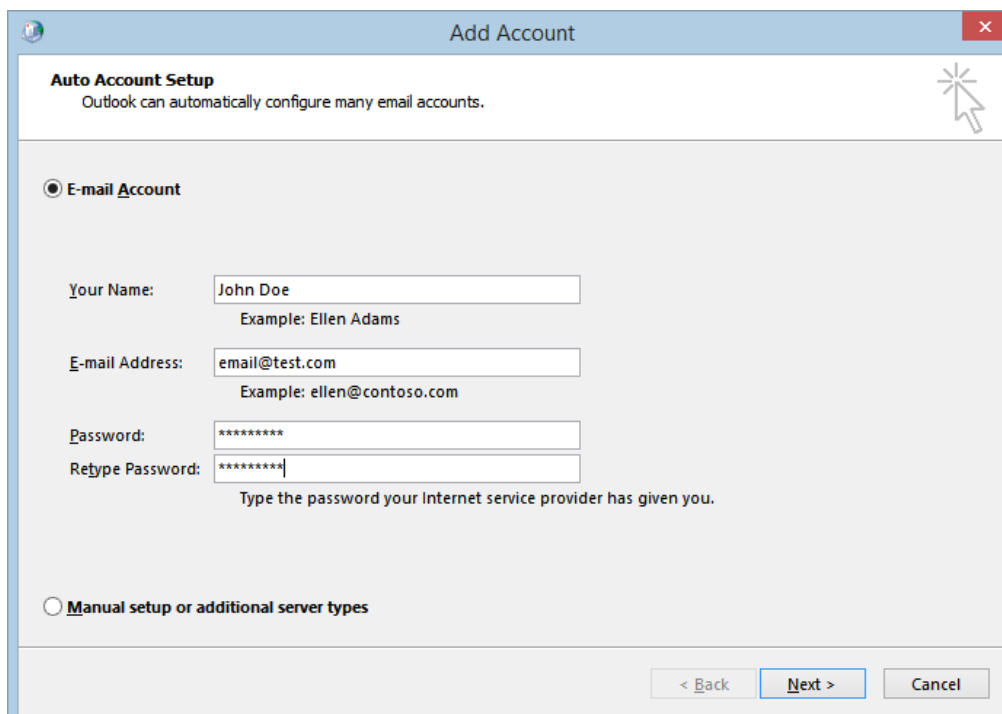 Add Account
Auto Account Setup
Outlook can automatically configure many email accounts.
E-mail Account
Your Name: John Doe
Example: Ellen Adams
E-mail Address: email@test.com
Example: ellen@contoso.com
Password: *********
Retype Password: *********
Type the password your Internet service provider has given you.
Manual setup or additional server types
< Back Next > Cancel